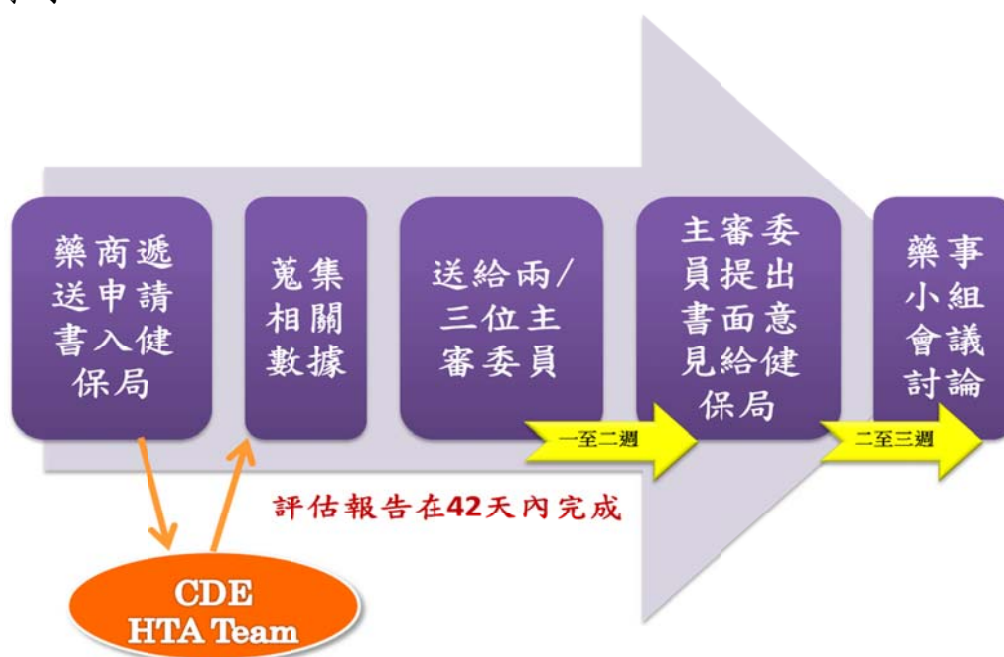 藥商遞
送申請
書入健
保局
蒐集
相關
數據
送給兩/
三位主
審委員
主審委
員提出
書面意
見給健
保局
藥事
小組
會議
討論
一至二週
二至三週
評估報告在42天內完成
CDE
HTA Team